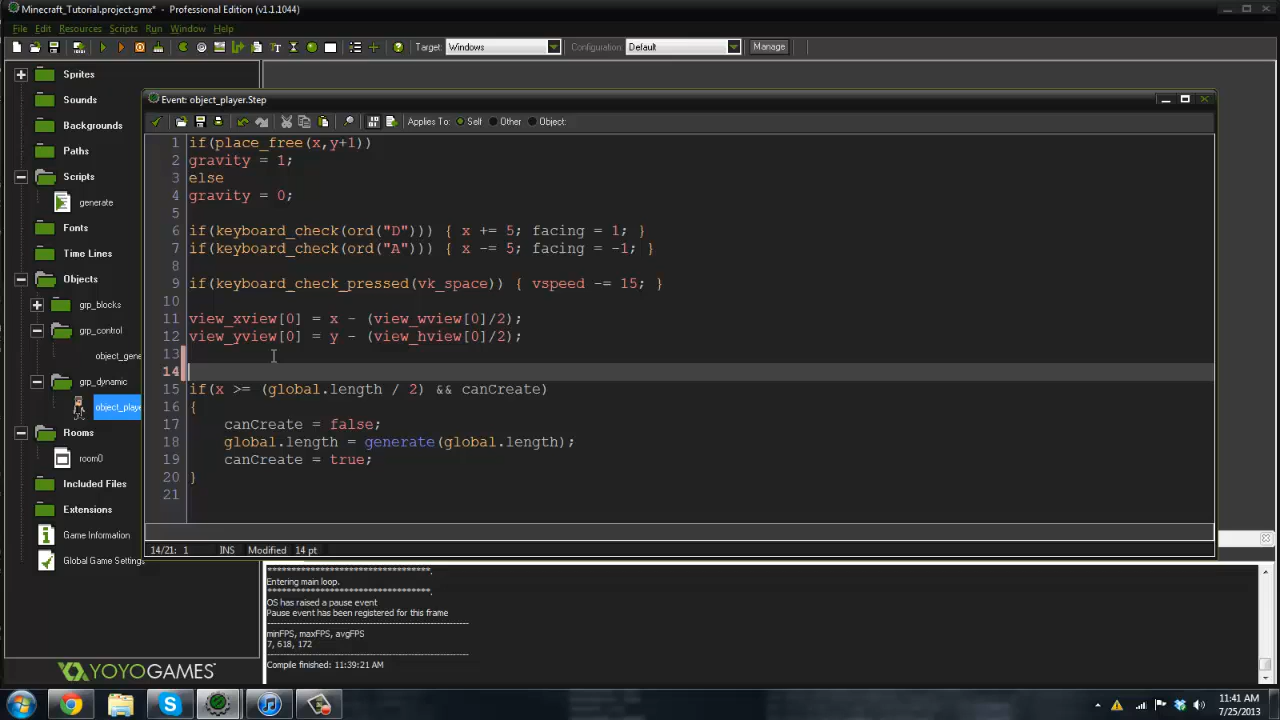 Minecraft_Tutorial.project.gmx* - Professional Edition (v1.1.1044)
File Edit Resources Scripts Run Window Help
Target: Windows Configuration: Default Manage
Sprites
Sounds
Backgrounds
Paths
Scripts
generate
Fonts
Time Lines
Objects
grp_blocks
grp_control
object_gene
grp_dynamic
object_playe
Rooms
room0
Included Files
Extensions
Game Information
Global Game Settings
YOYOGAMES
Event: object_player.Step
Applies To: Self Other Object:
1 if(place_free(x,y+1))
2 gravity = 1;
3 else
4 gravity = 0;
5
6 if(keyboard_check(ord("D"))) { x += 5; facing = 1; }
7 if(keyboard_check(ord("A"))) { x -= 5; facing = -1; }
8
9 if(keyboard_check_pressed(vk_space)) { vspeed -= 15; }
10
11 view_xview[0] = x - (view_wview[0]/2);
12 view_yview[0] = y - (view_hview[0]/2);
13
14
15 if(x >= (global.length / 2) && canCreate)
16 {
17 canCreate = false;
18 global.length = generate(global.length);
19 canCreate = true;
20 }
21
14/21: 1 INS Modified 14 pt
***********************************.
Entering main loop.
***********************************.
OS has raised a pause event
Pause event has been registered for this frame
minFPS, maxFPS, avgFPS
7, 618, 172
Compile finished: 11:39:21 AM
11:41 AM
7/25/2013